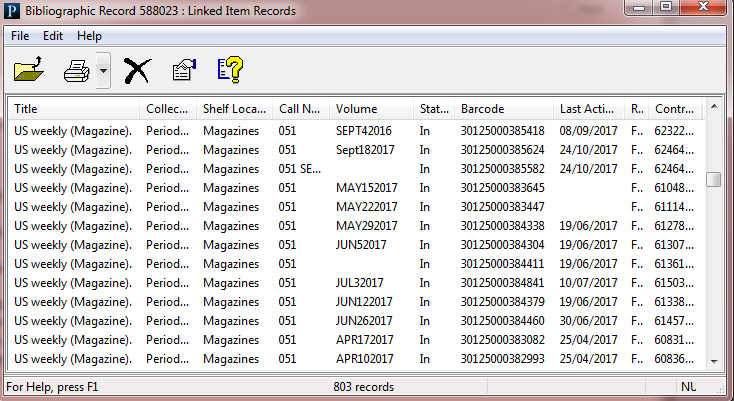 Bibliographic Record 588023 : Linked Item Records
File Edit Help
Title Collec... Shelf Loca... Call N... Volume Stat... Barcode Last Acti... R.. Contr...
US weekly (Magazine). Period... Magazines 051 SEPT42016 In 30125000385418 08/09/2017 F.. 62322...
US weekly (Magazine). Period... Magazines 051 Sept182017 In 30125000385624 24/10/2017 F.. 62464...
US weekly (Magazine). Period... Magazines 051 SE... In 30125000385582 24/10/2017 F.. 62464...
US weekly (Magazine). Period... Magazines 051 MAY152017 In 30125000383645 F.. 61048...
US weekly (Magazine). Period... Magazines 051 MAY222017 In 30125000383447 F.. 61114...
US weekly (Magazine). Period... Magazines 051 MAY292017 In 30125000384338 19/06/2017 F.. 61278...
US weekly (Magazine). Period... Magazines 051 JUN52017 In 30125000384304 19/06/2017 F.. 61307...
US weekly (Magazine). Period... Magazines 051 In 30125000384411 19/06/2017 F.. 61361...
US weekly (Magazine). Period... Magazines 051 JUL32017 In 30125000384841 10/07/2017 F.. 61503...
US weekly (Magazine). Period... Magazines 051 JUN122017 In 30125000384379 19/06/2017 F.. 61338...
US weekly (Magazine). Period... Magazines 051 JUN262017 In 30125000384460 30/06/2017 F.. 61457...
US weekly (Magazine). Period... Magazines 051 APR172017 In 30125000383082 25/04/2017 F.. 60831...
US weekly (Magazine). Period... Magazines 051 APR102017 In 30125000382993 25/04/2017 F.. 60836...
For Help, press F1 803 records NU